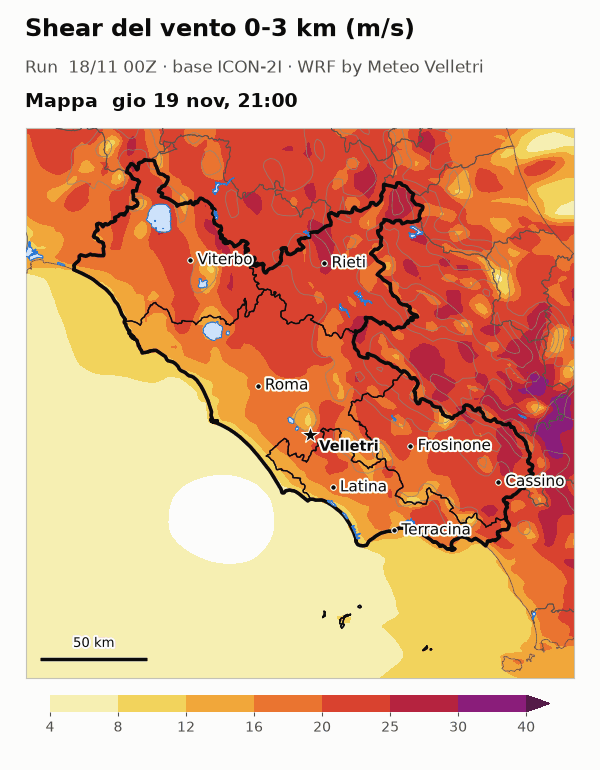 Shear del vento 0-3 km (m/s)
Run  18/11 00Z · base ICON-2I · WRF by Meteo Velletri
Mappa  gio 19 nov, 21:00
Viterbo
Rieti
Roma
Velletri
Frosinone
Cassino
Latina
Terracina
50 km
4 8 12 16 20 25 30 40